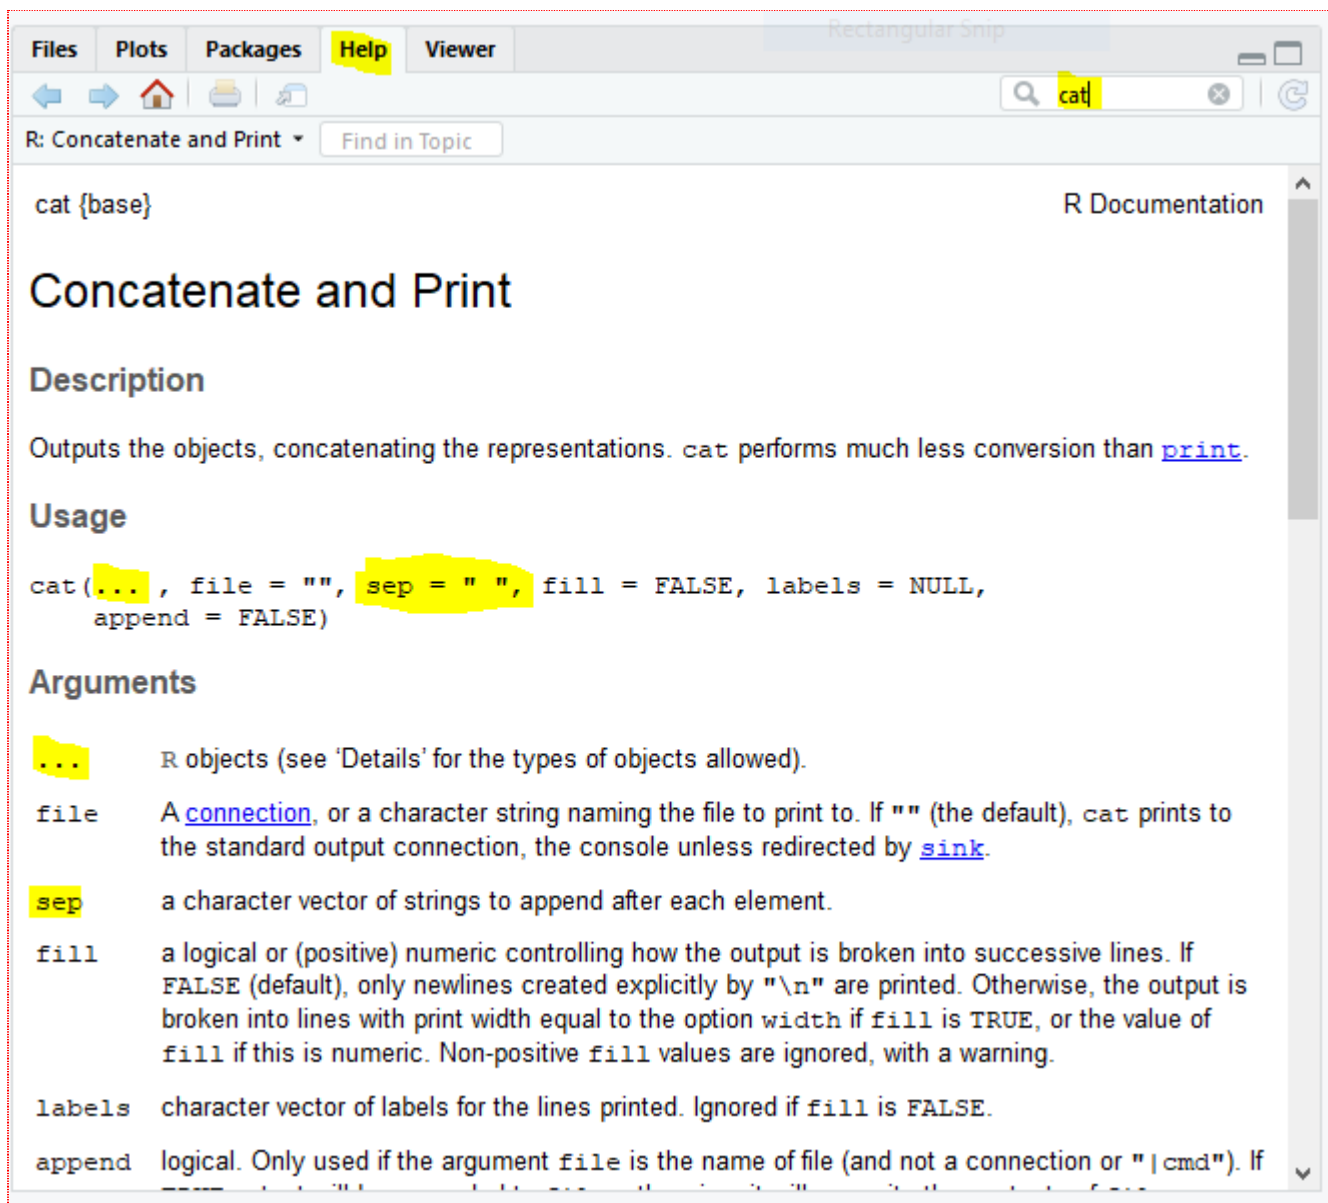 Rectangular Snip
Files Plots Packages Help Viewer
cat
R: Concatenate and Print Find in Topic
cat {base} R Documentation
Concatenate and Print
Description
Outputs the objects, concatenating the representations. cat performs much less conversion than print.
Usage
cat(... , file = "", sep = " ", fill = FALSE, labels = NULL,
append = FALSE)
Arguments
... R objects (see ‘Details’ for the types of objects allowed).
file A connection, or a character string naming the file to print to. If "" (the default), cat prints to
the standard output connection, the console unless redirected by sink.
sep a character vector of strings to append after each element.
fill a logical or (positive) numeric controlling how the output is broken into successive lines. If
FALSE (default), only newlines created explicitly by "\n" are printed. Otherwise, the output is
broken into lines with print width equal to the option width if fill is TRUE, or the value of
fill if this is numeric. Non-positive fill values are ignored, with a warning.
labels character vector of labels for the lines printed. Ignored if fill is FALSE.
append logical. Only used if the argument file is the name of file (and not a connection or "|cmd"). If